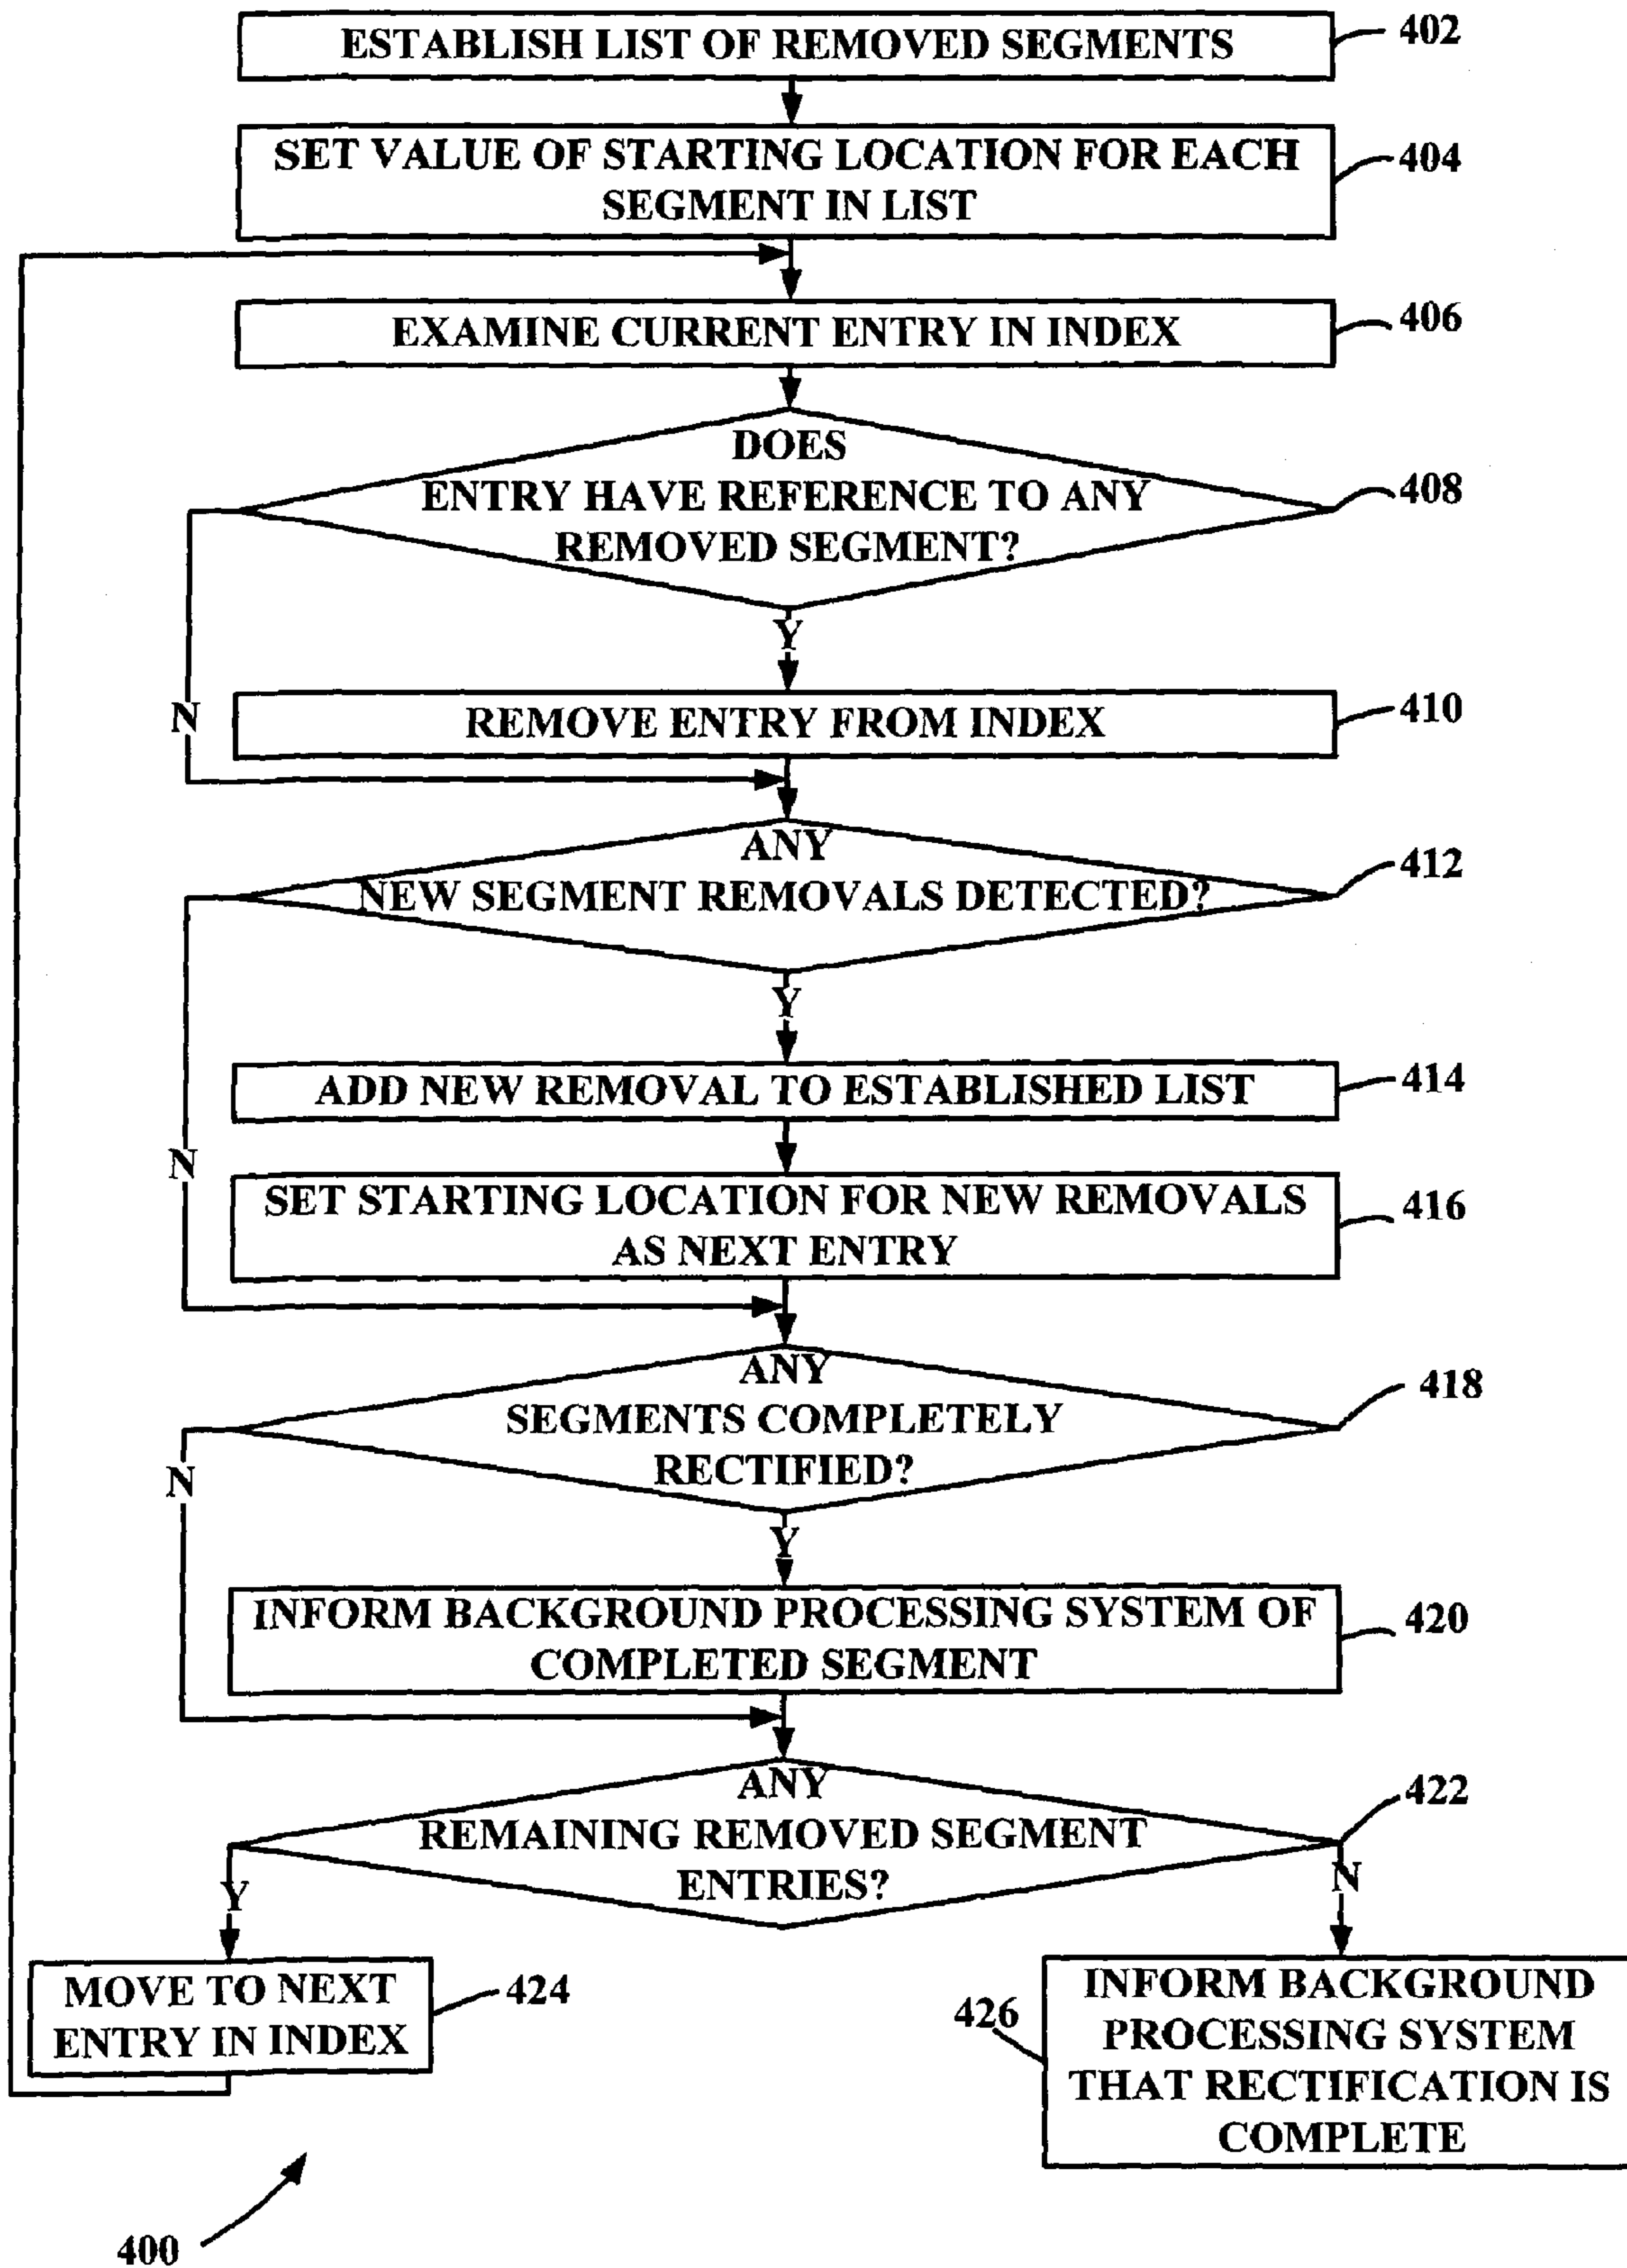 ESTABLISH LIST OF REMOVED SEGMENTS
402
SET VALUE OF STARTING LOCATION FOR EACH
SEGMENT IN LIST
404
EXAMINE CURRENT ENTRY IN INDEX
406
DOES
ENTRY HAVE REFERENCE TO ANY
REMOVED SEGMENT?
408
Y
N
REMOVE ENTRY FROM INDEX
410
ANY
NEW SEGMENT REMOVALS DETECTED?
412
Y
N
ADD NEW REMOVAL TO ESTABLISHED LIST
414
SET STARTING LOCATION FOR NEW REMOVALS
AS NEXT ENTRY
416
ANY
SEGMENTS COMPLETELY
RECTIFIED?
418
N
Y
INFORM BACKGROUND PROCESSING SYSTEM OF
COMPLETED SEGMENT
420
ANY
REMAINING REMOVED SEGMENT
ENTRIES?
422
Y
N
MOVE TO NEXT
ENTRY IN INDEX
424
426
INFORM BACKGROUND
PROCESSING SYSTEM
THAT RECTIFICATION IS
COMPLETE
400